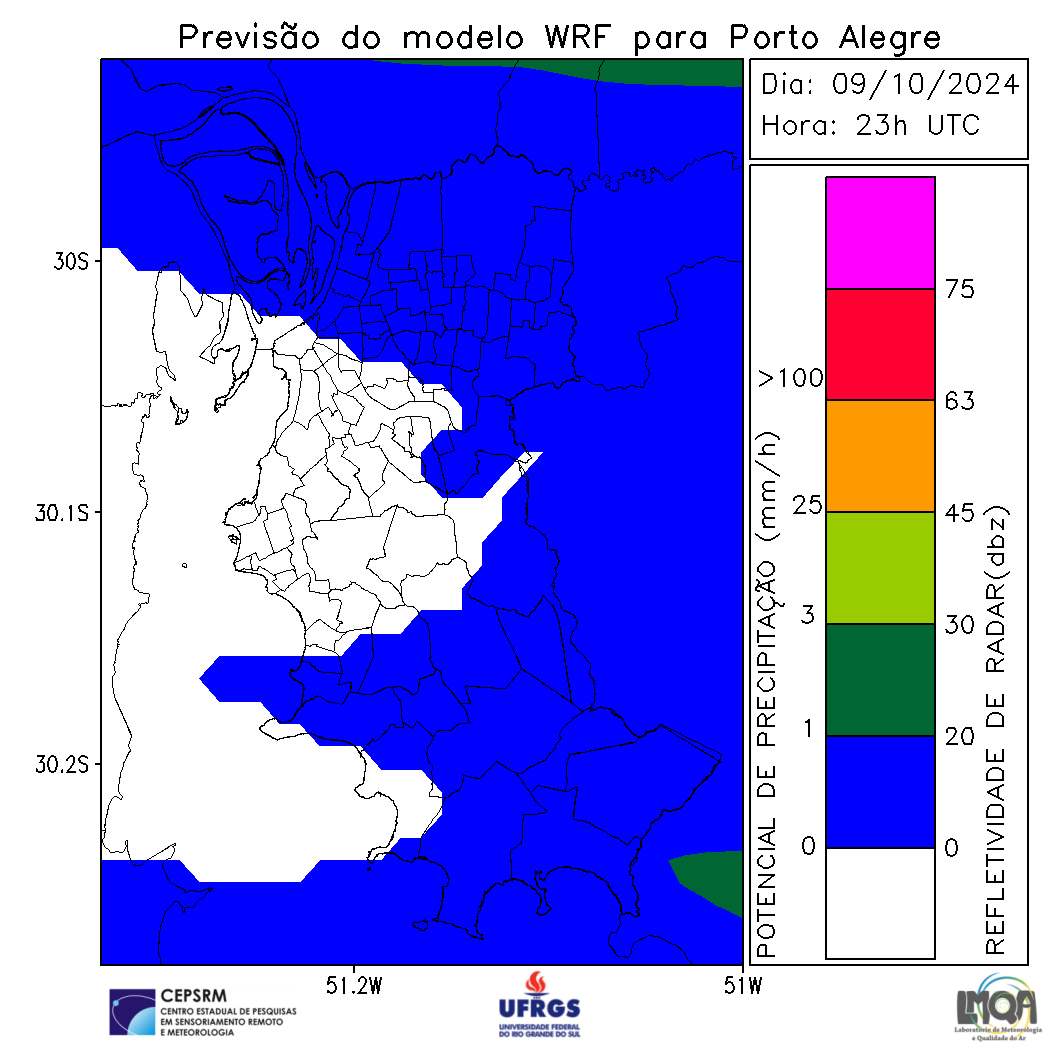 Previsão do modelo WRF para Porto Alegre
Dia: 09/10/2024
Hora: 23h UTC
30S
30.1S
30.2S
51.2W
51W
POTENCIAL DE PRECIPITAÇÃO (mm/h)
>100
25
3
1
0
75
63
45
30
20
0
REFLETIVIDADE DE RADAR(dbz)
CEPSRM
CENTRO ESTADUAL DE PESQUISAS
EM SENSORIAMENTO REMOTO
E METEOROLOGIA
UFRGS
UNIVERSIDADE FEDERAL
DO RIO GRANDE DO SUL
LMQA
Laboratório de Meteorologia
e Qualidade do Ar